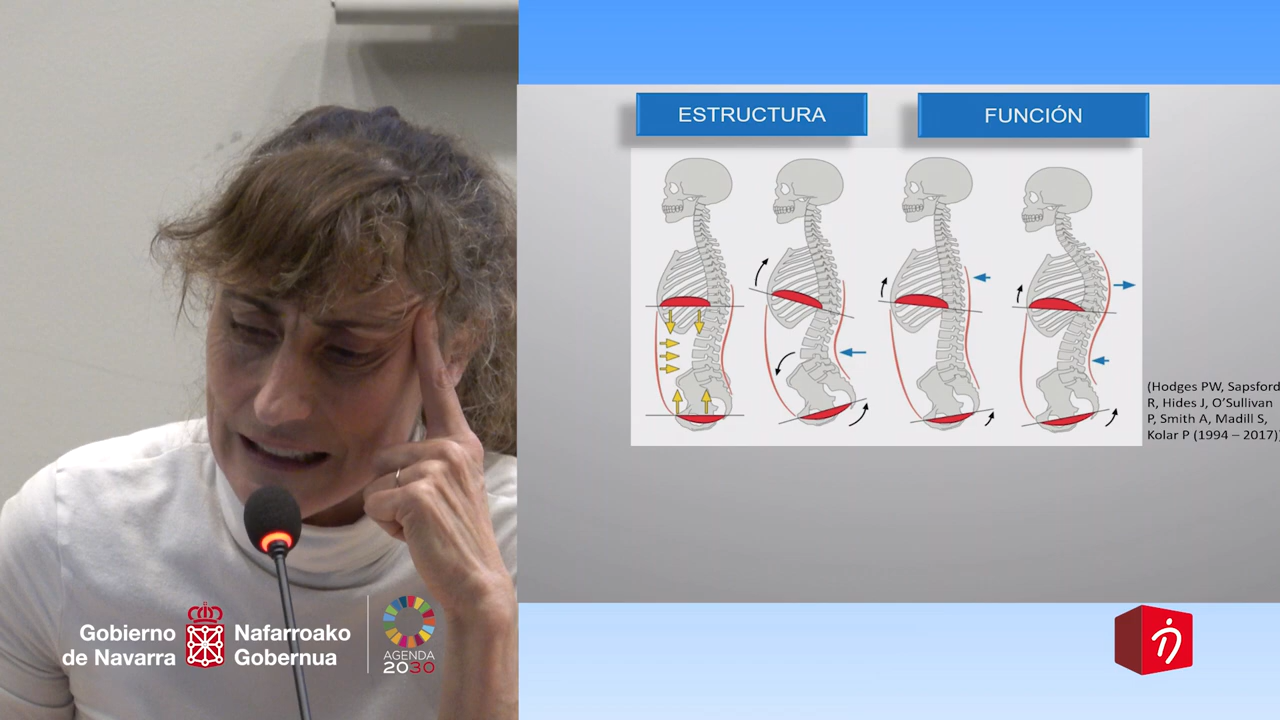 ESTRUCTURA
FUNCIÓN
(Hodges PW, Sapsford
R, Hides J, O'Sullivan
P, Smith A, Madill S,
Kolar P (1994 – 2017))
Gobierno
de Navarra
Nafarroako
Gobernua
AGENDA
2030